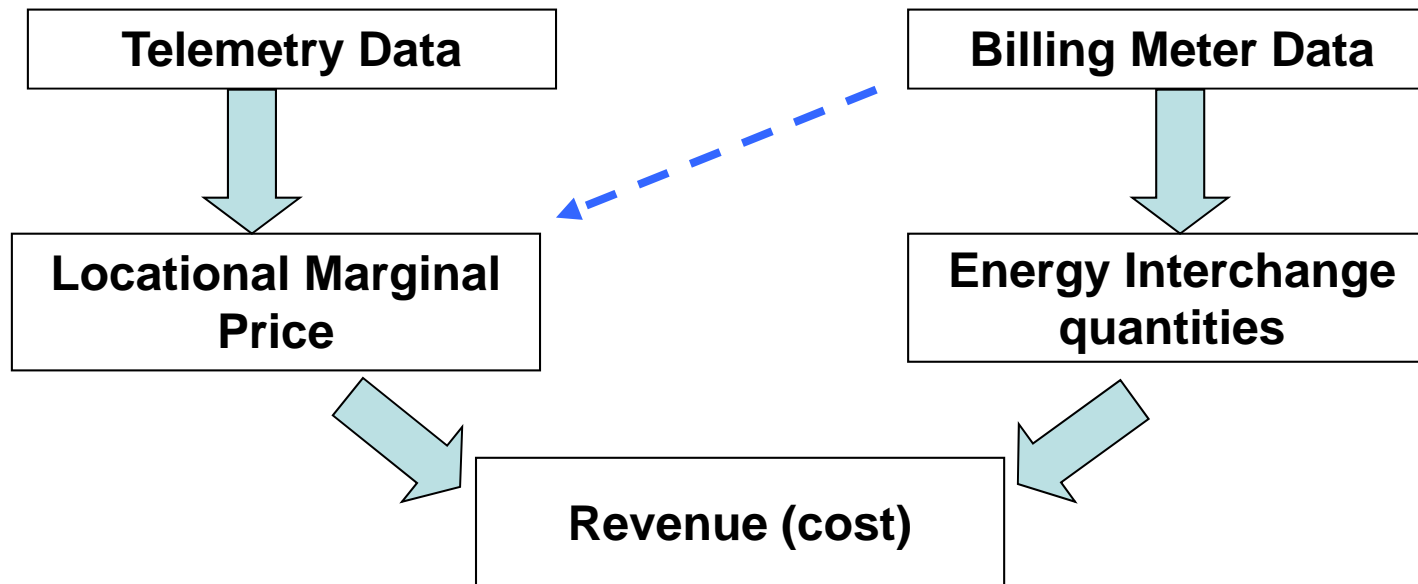 Telemetry Data
Billing Meter Data
Locational Marginal
Price
Energy Interchange
quantities
Revenue (cost)